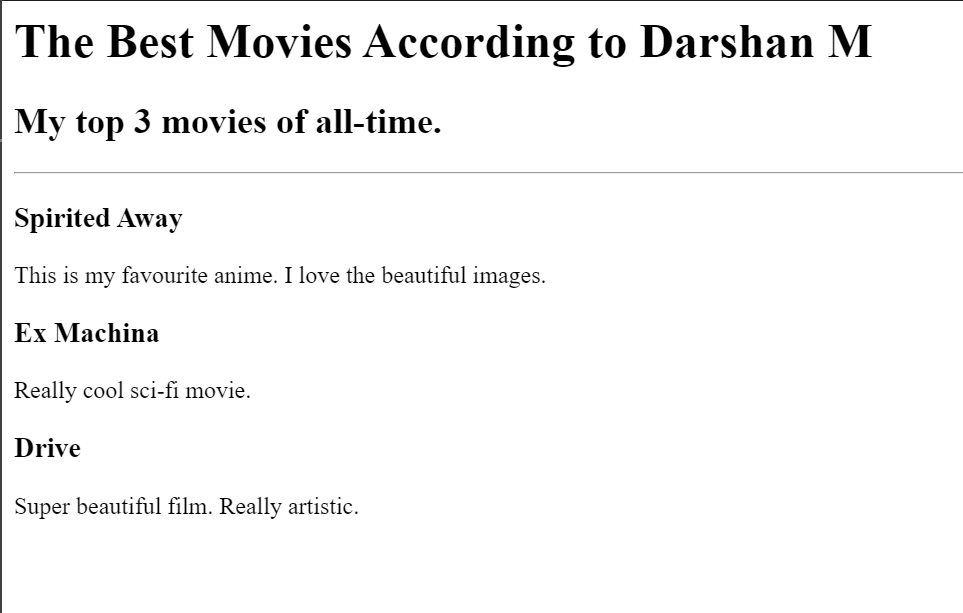 The Best Movies According to Darshan M
My top 3 movies of all-time.
Spirited Away
This is my favourite anime. I love the beautiful images.
Ex Machina
Really cool sci-fi movie.
Drive
Super beautiful film. Really artistic.